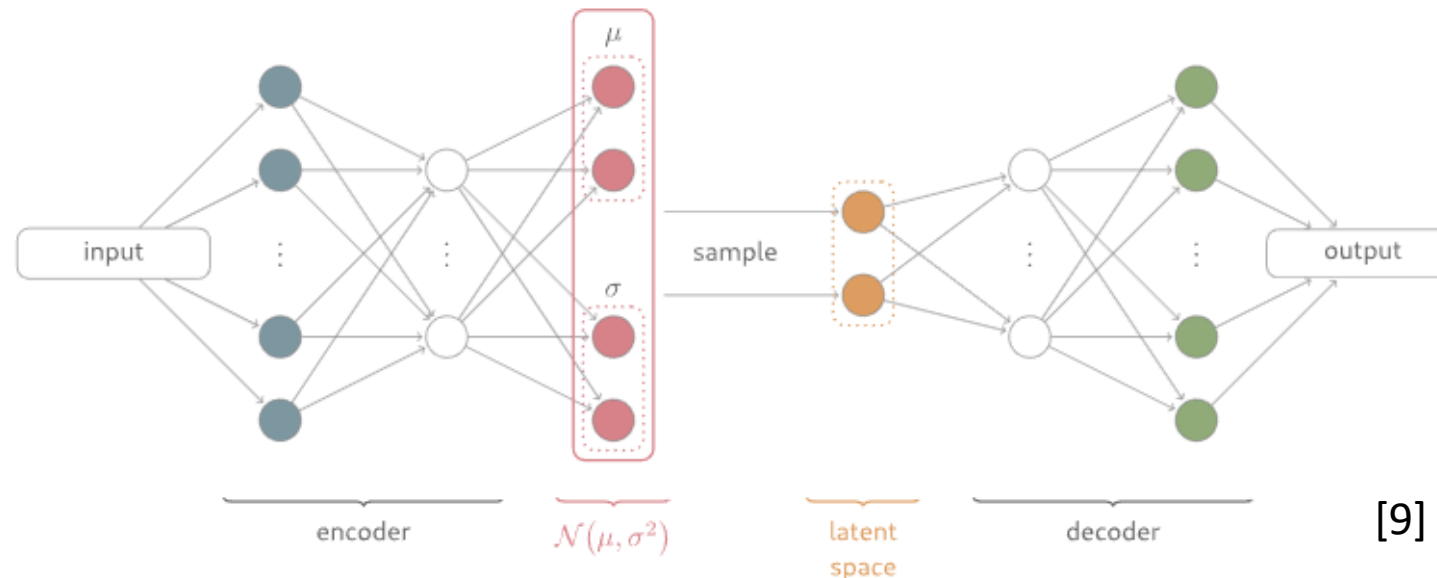 μ
input
⋮
⋮
sample
⋮
⋮
output
σ
encoder
𝒩(μ, σ²)
latent
space
decoder
[9]